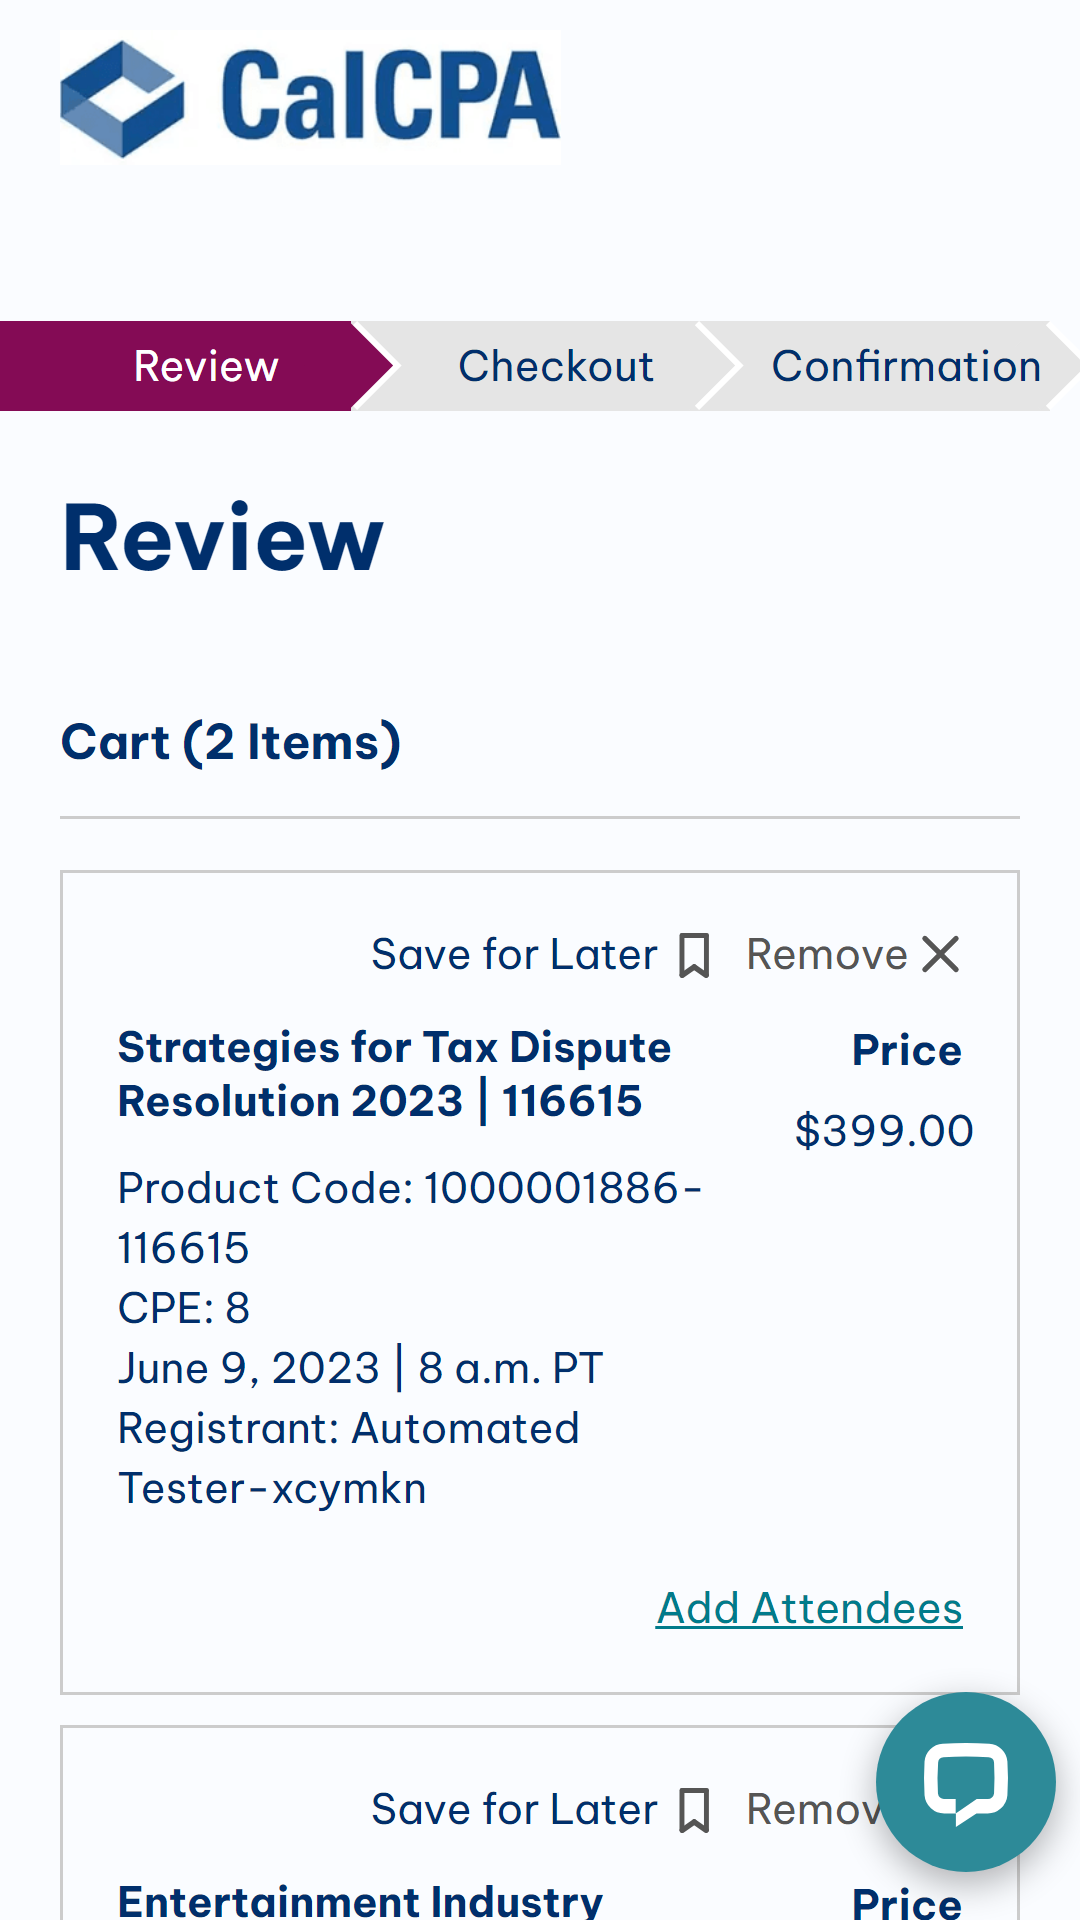 CalCPA
Review
Checkout
Confirmation
Review
Cart (2 Items)
Save for Later
Remove
Strategies for Tax Dispute
Resolution 2023 | 116615
Price
$399.00
Product Code: 1000001886-
116615
CPE: 8
June 9, 2023 | 8 a.m. PT
Registrant: Automated
Tester-xcymkn
Add Attendees
Save for Later
Entertainment Industry
Price